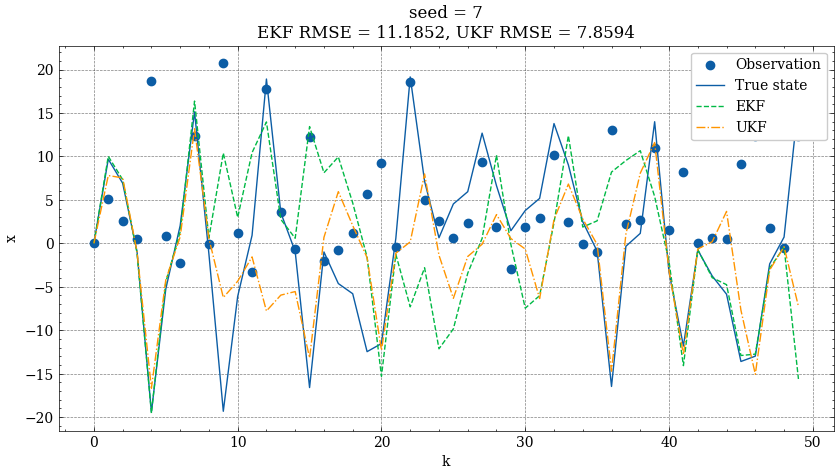 seed = 7
EKF RMSE = 11.1852, UKF RMSE = 7.8594
Observation
True state
EKF
UKF
20
15
10
5
0
−5
−10
−15
−20
x
0
10
20
30
40
50
k